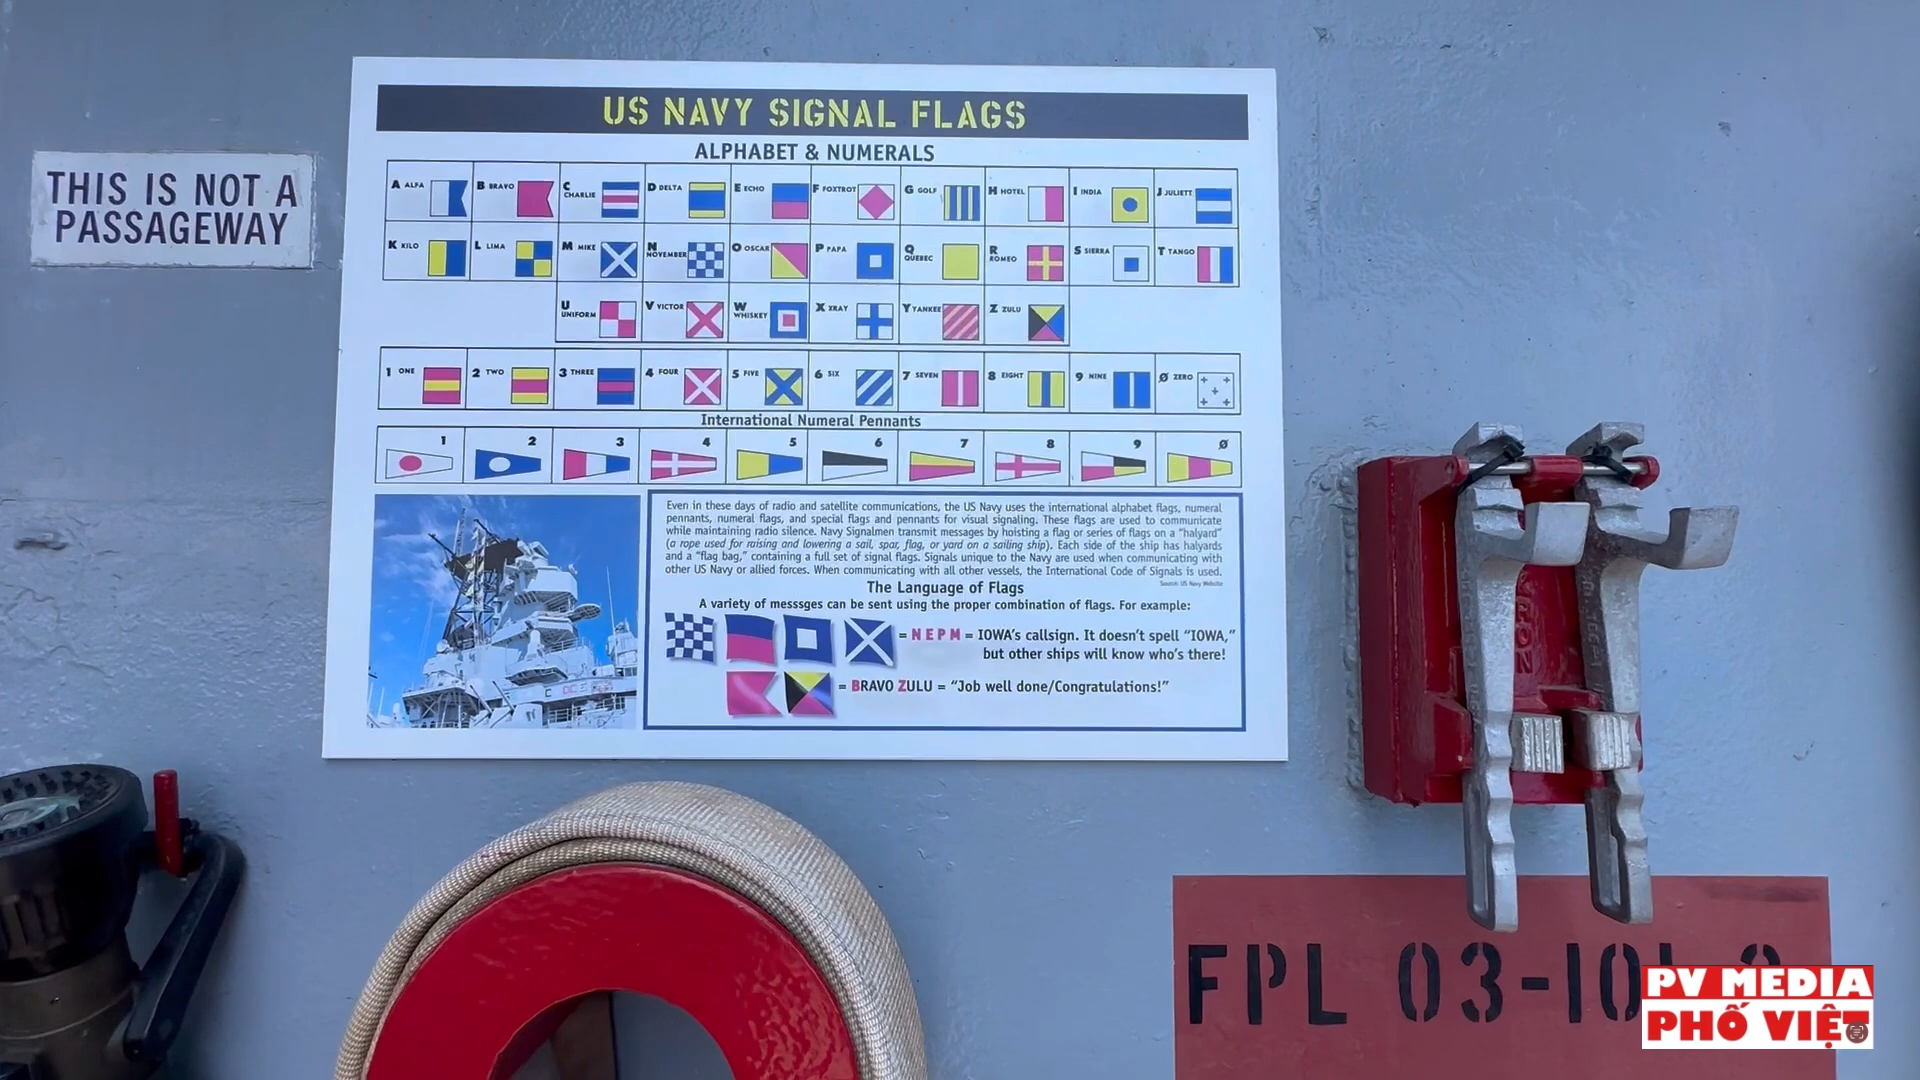 THIS IS NOT A
PASSAGEWAY
US NAVY SIGNAL FLAGS
ALPHABET & NUMERALS
A ALFA
B BRAVO
C CHARLIE
D DELTA
E ECHO
F FOXTROT
G GOLF
H HOTEL
I INDIA
J JULIETT
K KILO
L LIMA
M MIKE
N NOVEMBER
O OSCAR
P PAPA
Q QUEBEC
R ROMEO
S SIERRA
T TANGO
U UNIFORM
V VICTOR
W WHISKEY
X XRAY
Y YANKEE
Z ZULU
1 ONE
2 TWO
3 THREE
4 FOUR
5 FIVE
6 SIX
7 SEVEN
8 EIGHT
9 NINE
Ø ZERO
International Numeral Pennants
1 2 3 4 5 6 7 8 9 Ø
Even in these days of radio and satellite communications, the US Navy uses the international alphabet flags, numeral
pennants, numeral flags, and special flags and pennants for visual signaling. These flags are used to communicate
while maintaining radio silence. Navy Signalmen transmit messages by hoisting a flag or series of flags on a "halyard"
(a rope used for raising and lowering a sail, spar, flag, or yard on a sailing ship). Each side of the ship has halyards
and a "flag bag," containing a full set of signal flags. Signals unique to the Navy are used when communicating with
other US Navy or allied forces. When communicating with all other vessels, the International Code of Signals is used.
Source: US Navy Website
The Language of Flags
A variety of messsges can be sent using the proper combination of flags. For example:
= N E P M = IOWA's callsign. It doesn't spell "IOWA,"
but other ships will know who's there!
= BRAVO ZULU = "Job well done/Congratulations!"
FPL 03-101
PV MEDIA
PHỐ VIỆT